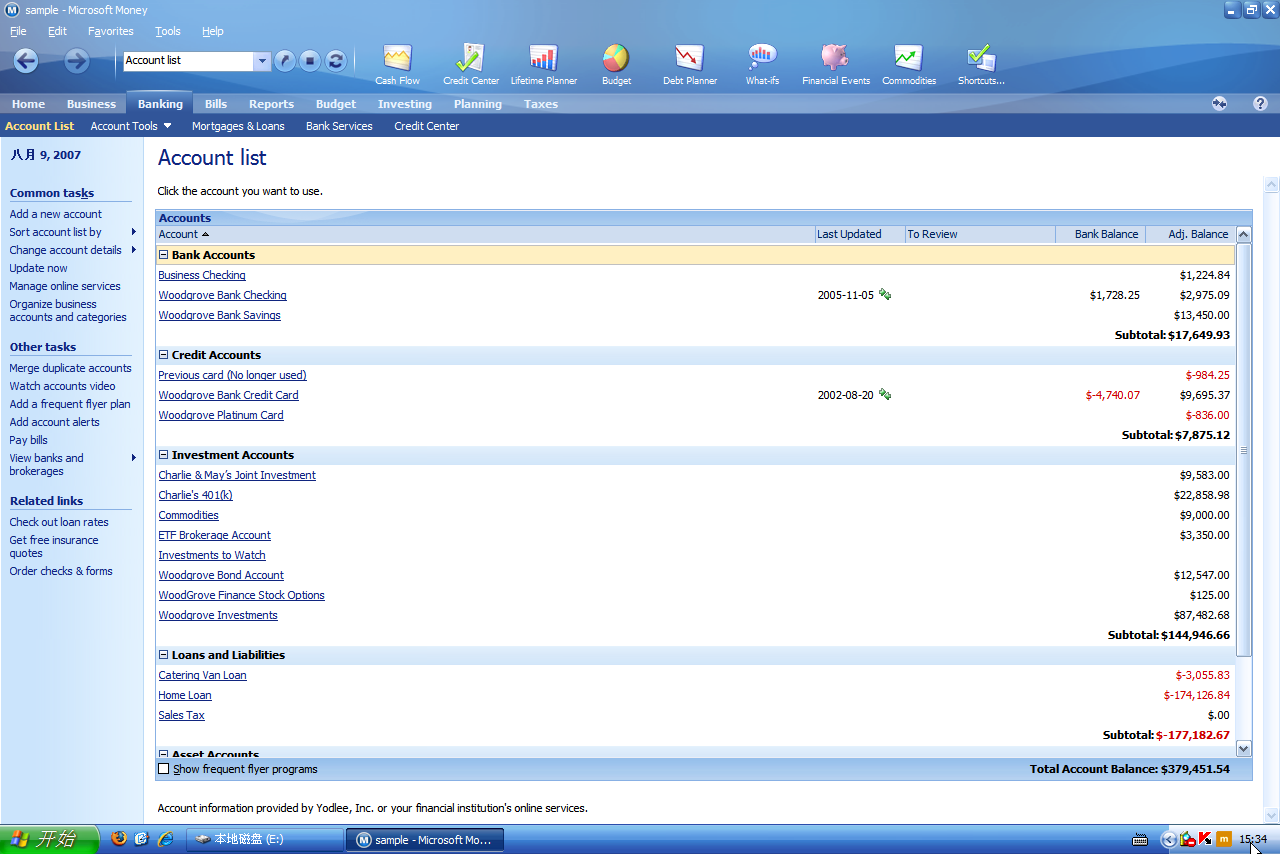 sample - Microsoft Money
File Edit Favorites Tools Help
Account list
Cash Flow Credit Center Lifetime Planner Budget Debt Planner What-ifs Financial Events Commodities Shortcuts...
Home Business Banking Bills Reports Budget Investing Planning Taxes
Account List Account Tools Mortgages & Loans Bank Services Credit Center
八月 9, 2007
Common tasks
Add a new account
Sort account list by
Change account details
Update now
Manage online services
Organize business
accounts and categories
Other tasks
Merge duplicate accounts
Watch accounts video
Add a frequent flyer plan
Add account alerts
Pay bills
View banks and
brokerages
Related links
Check out loan rates
Get free insurance
quotes
Order checks & forms
Account list
Click the account you want to use.
Accounts
Account Last Updated To Review Bank Balance Adj. Balance
Bank Accounts
Business Checking $1,224.84
Woodgrove Bank Checking 2005-11-05 $1,728.25 $2,975.09
Woodgrove Bank Savings $13,450.00
Subtotal: $17,649.93
Credit Accounts
Previous card (No longer used) $-984.25
Woodgrove Bank Credit Card 2002-08-20 $-4,740.07 $9,695.37
Woodgrove Platinum Card $-836.00
Subtotal: $7,875.12
Investment Accounts
Charlie & May's Joint Investment $9,583.00
Charlie's 401(k) $22,858.98
Commodities $9,000.00
ETF Brokerage Account $3,350.00
Investments to Watch
Woodgrove Bond Account $12,547.00
WoodGrove Finance Stock Options $125.00
Woodgrove Investments $87,482.68
Subtotal: $144,946.66
Loans and Liabilities
Catering Van Loan $-3,055.83
Home Loan $-174,126.84
Sales Tax $.00
Subtotal: $-177,182.67
Asset Accounts
Show frequent flyer programs Total Account Balance: $379,451.54
Account information provided by Yodlee, Inc. or your financial institution's online services.
开始 本地磁盘 (E:) sample - Microsoft Mo... 15:34